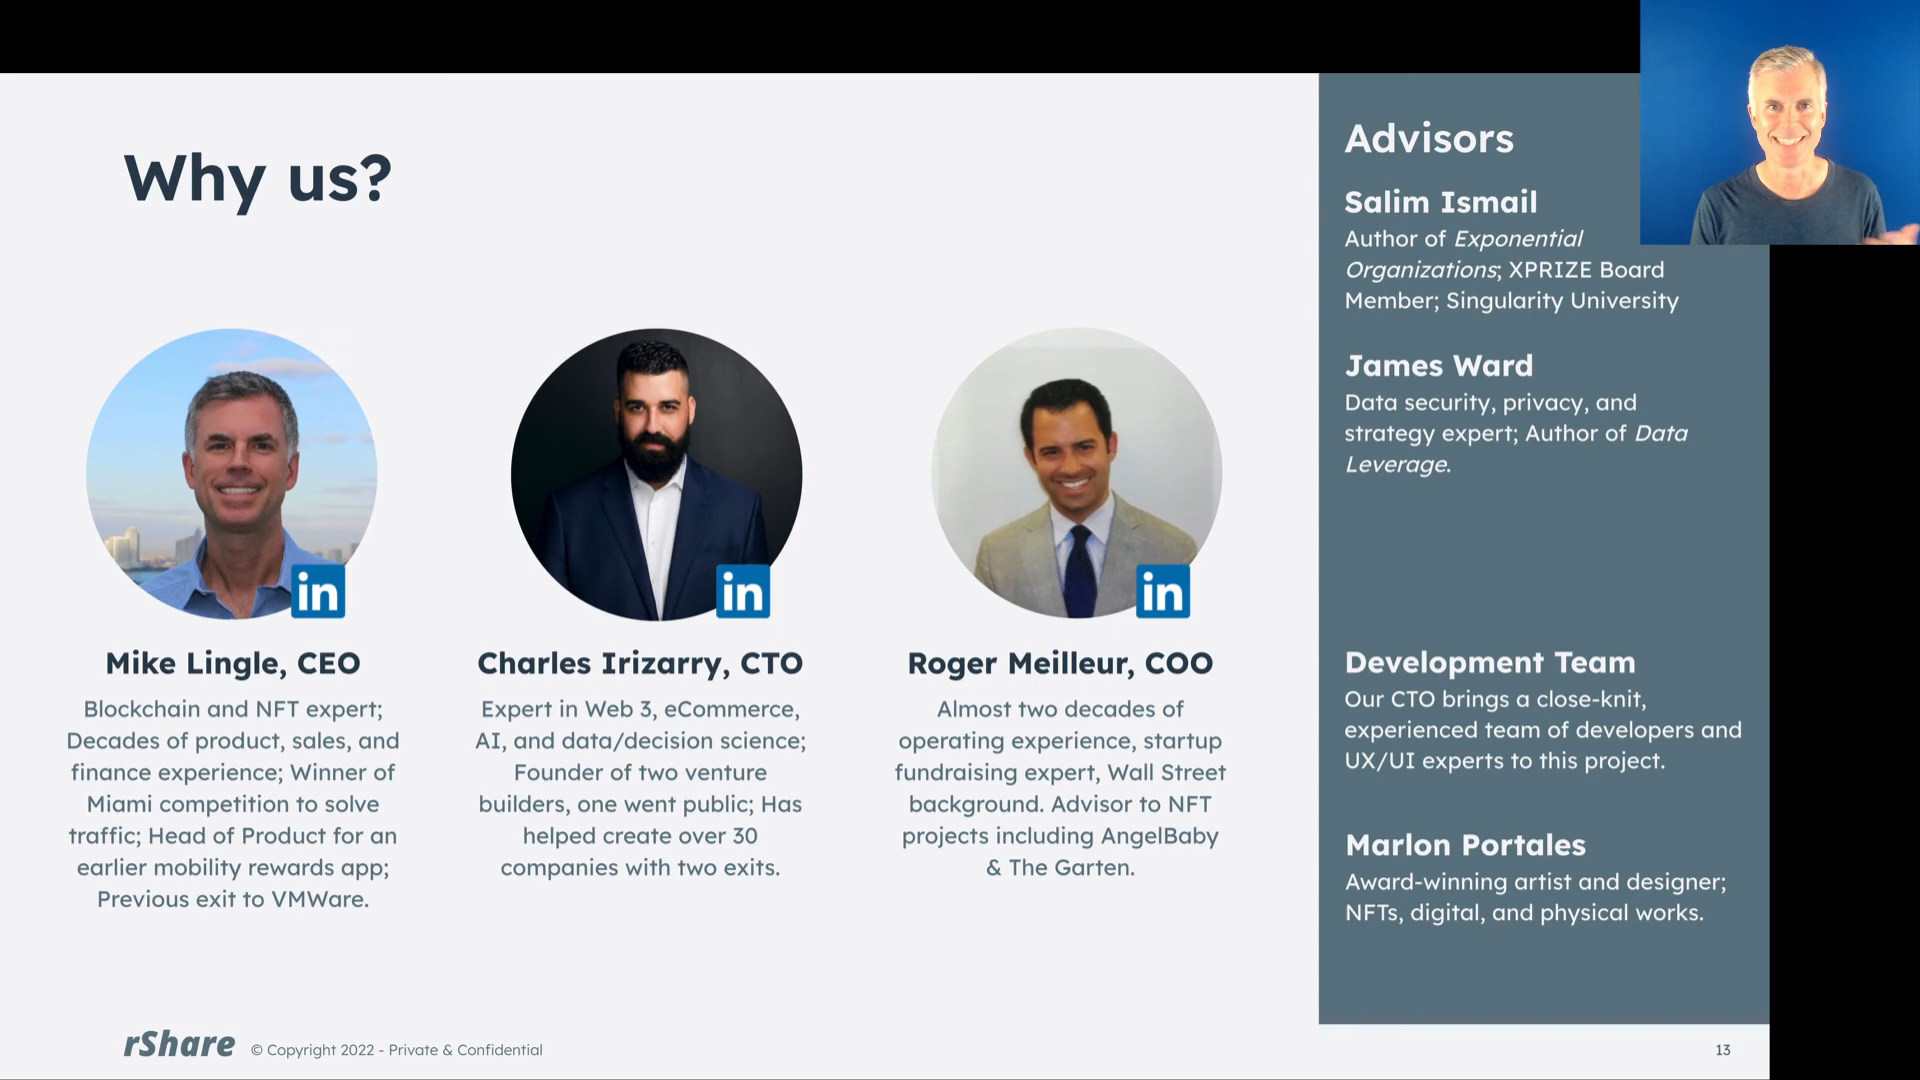 Why us?
in
Mike Lingle, CEO
Blockchain and NFT expert;
Decades of product, sales, and
finance experience; Winner of
Miami competition to solve
traffic; Head of Product for an
earlier mobility rewards app;
Previous exit to VMWare.
in
Charles Irizarry, CTO
Expert in Web 3, eCommerce,
AI, and data/decision science;
Founder of two venture
builders, one went public; Has
helped create over 30
companies with two exits.
in
Roger Meilleur, COO
Almost two decades of
operating experience, startup
fundraising expert, Wall Street
background. Advisor to NFT
projects including AngelBaby
& The Garten.
Advisors
Salim Ismail
Author of Exponential
Organizations; XPRIZE Board
Member; Singularity University
James Ward
Data security, privacy, and
strategy expert; Author of Data
Leverage.
Development Team
Our CTO brings a close-knit,
experienced team of developers and
UX/UI experts to this project.
Marlon Portales
Award-winning artist and designer;
NFTs, digital, and physical works.
rShare © Copyright 2022 - Private & Confidential
13